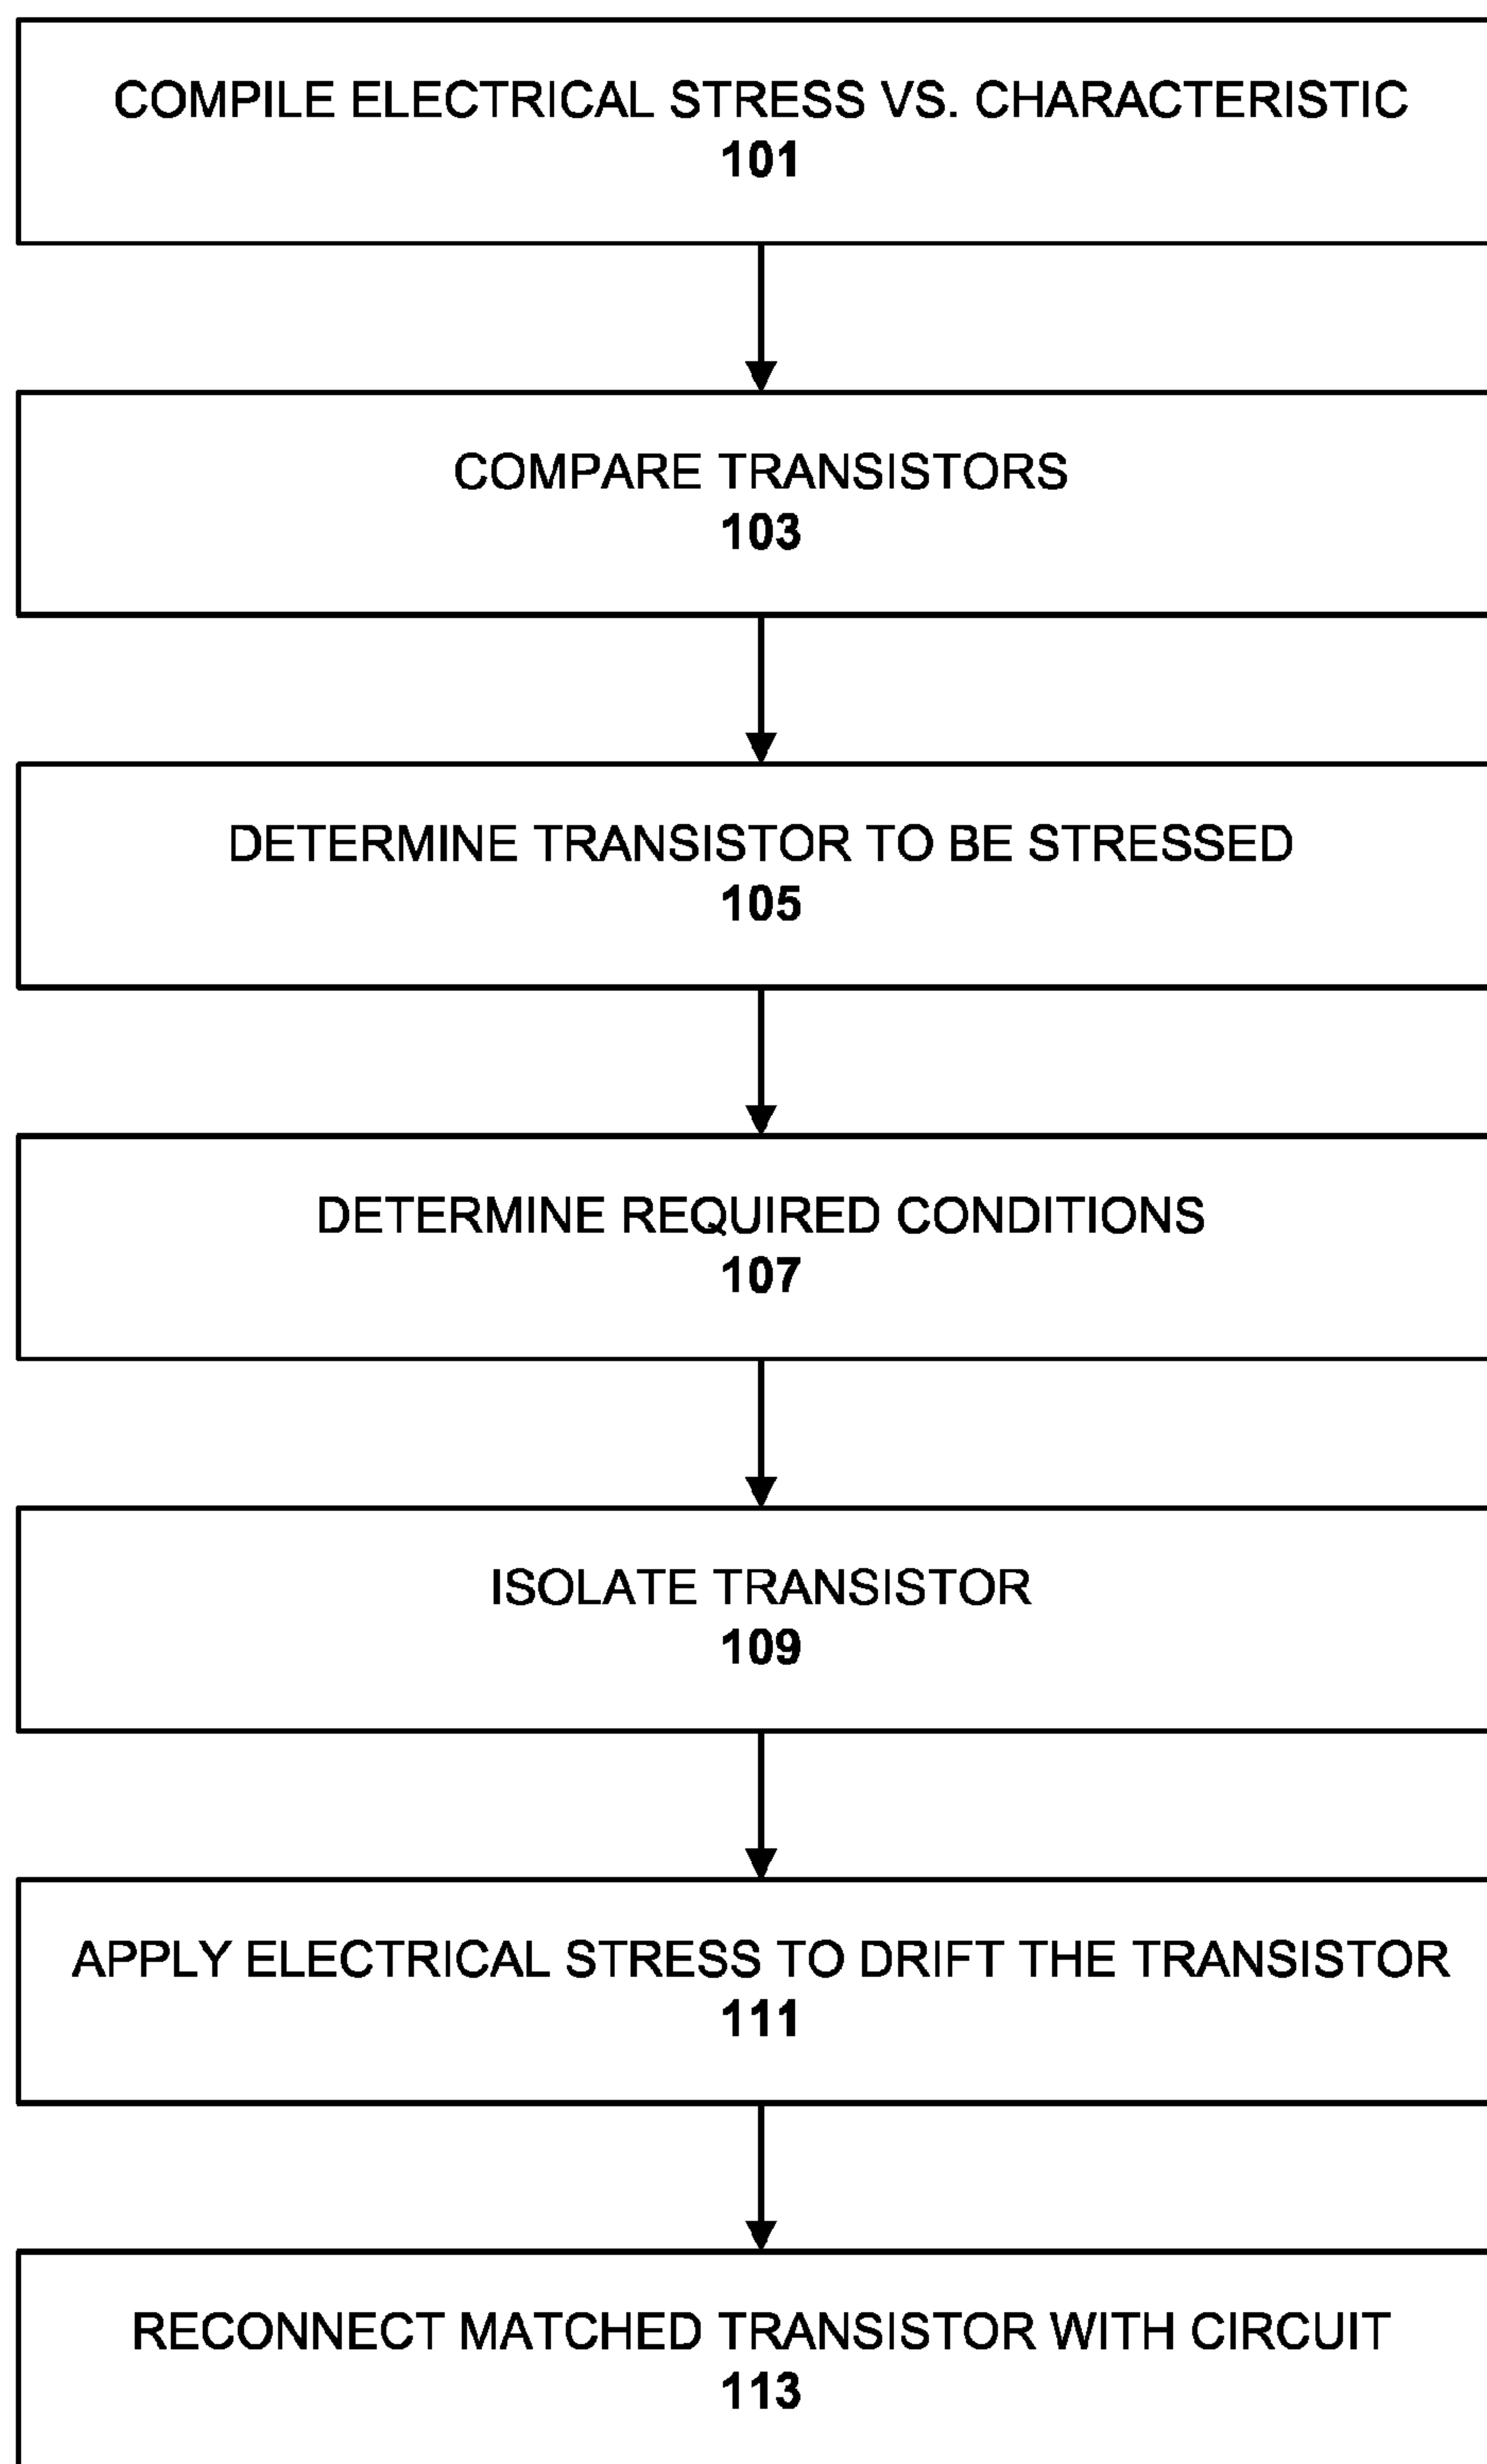 COMPILE ELECTRICAL STRESS VS. CHARACTERISTIC
101
COMPARE TRANSISTORS
103
DETERMINE TRANSISTOR TO BE STRESSED
105
DETERMINE REQUIRED CONDITIONS
107
ISOLATE TRANSISTOR
109
APPLY ELECTRICAL STRESS TO DRIFT THE TRANSISTOR
111
RECONNECT MATCHED TRANSISTOR WITH CIRCUIT
113